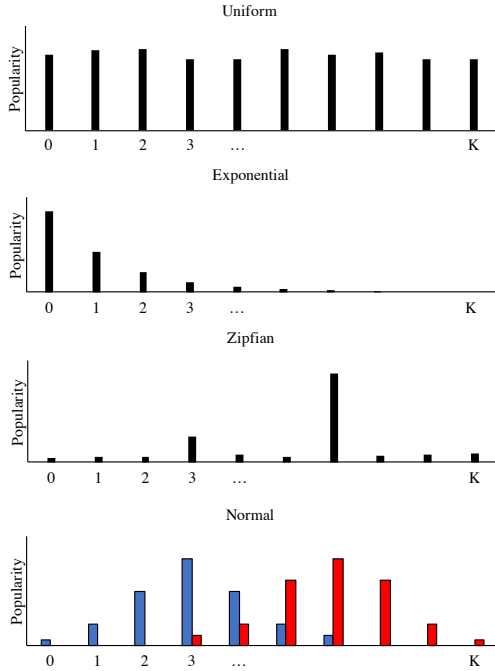 Uniform
Popularity
0 1 2 3 … K
Exponential
Popularity
0 1 2 3 … K
Zipfian
Popularity
0 1 2 3 … K
Normal
Popularity
0 1 2 3 … K